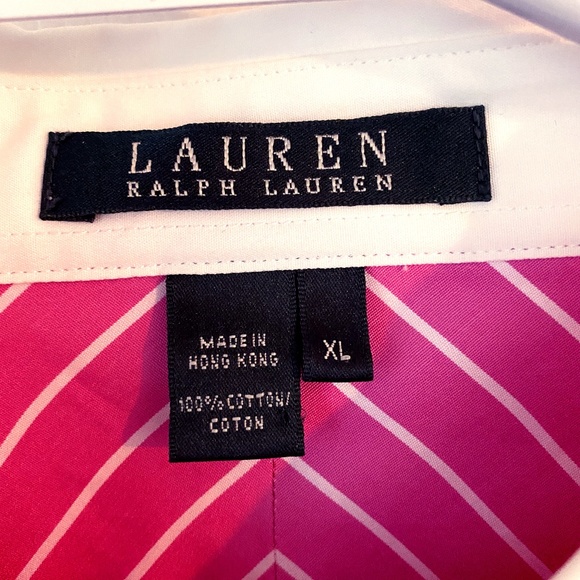 LAUREN
RALPH LAUREN
MADE IN
HONG KONG
XL
100% COTTON/
COTON